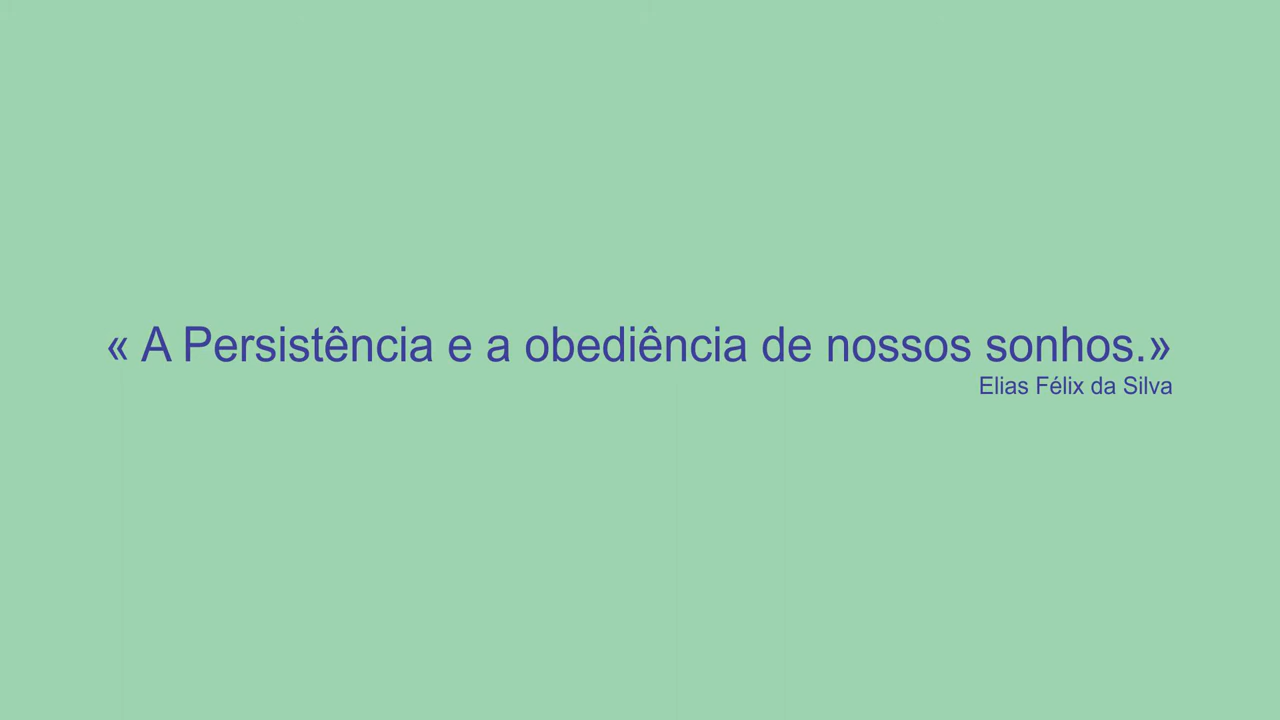 « A Persistência e a obediência de nossos sonhos.»
Elias Félix da Silva